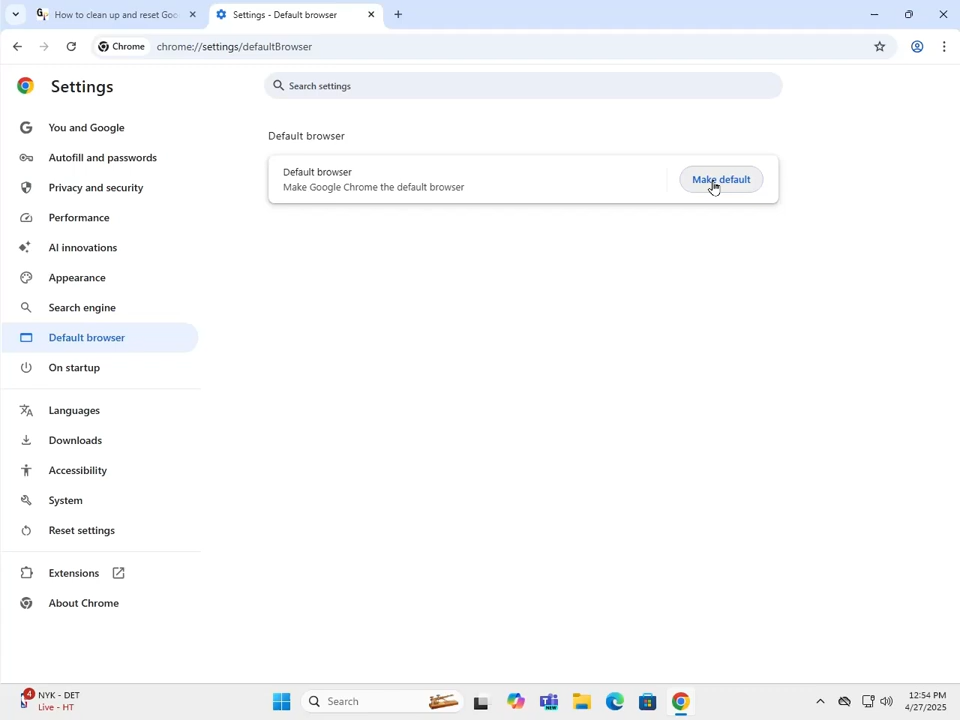 How to clean up and reset Goo
Settings - Default browser
Chrome
chrome://settings/defaultBrowser
Settings
Search settings
You and Google
Autofill and passwords
Privacy and security
Performance
AI innovations
Appearance
Search engine
Default browser
On startup
Languages
Downloads
Accessibility
System
Reset settings
Extensions
About Chrome
Default browser
Default browser
Make Google Chrome the default browser
Make default
4
NYK - DET
Live - HT
Search
NEW
12:54 PM
4/27/2025